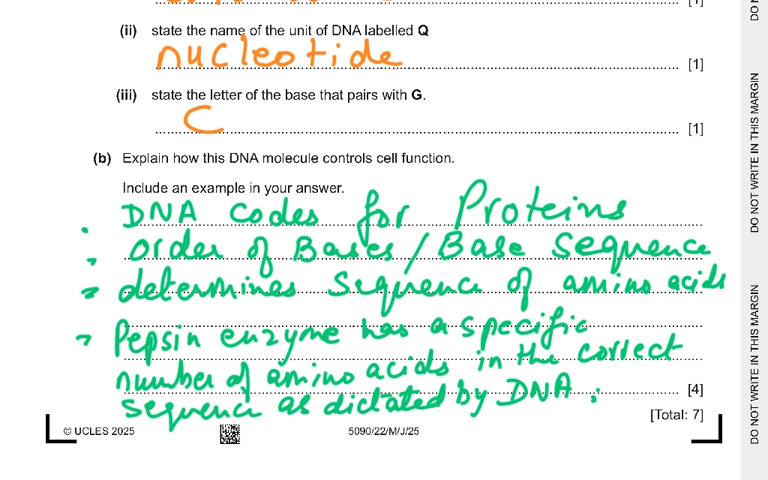 [1]
(ii) state the name of the unit of DNA labelled Q
nucleotide
[1]
(iii) state the letter of the base that pairs with G.
C
[1]
(b) Explain how this DNA molecule controls cell function.
Include an example in your answer.
DNA codes for Proteins
order of Bases / Base sequence
determines sequence of amino acids
Pepsin enzyme has a specific
number of amino acids in the correct
sequence as dictated by DNA ;
[4]
[Total: 7]
© UCLES 2025
5090/22/M/J/25
DO NOT WRITE IN THIS MARGIN
DO NOT WRITE IN THIS MARGIN